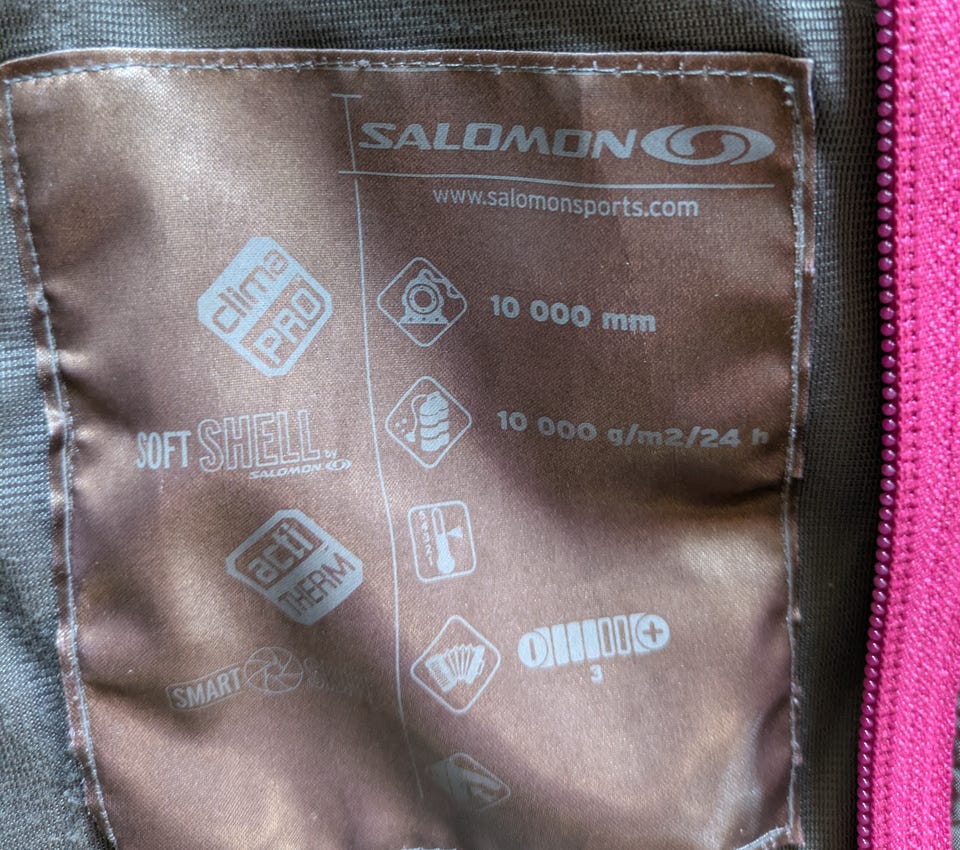 SALOMON
www.salomonsports.com
clima
PRO
10 000 mm
10 000 g/m2/24 h
SOFT SHELL by
SALOMON
acti
THERM
3
SMART